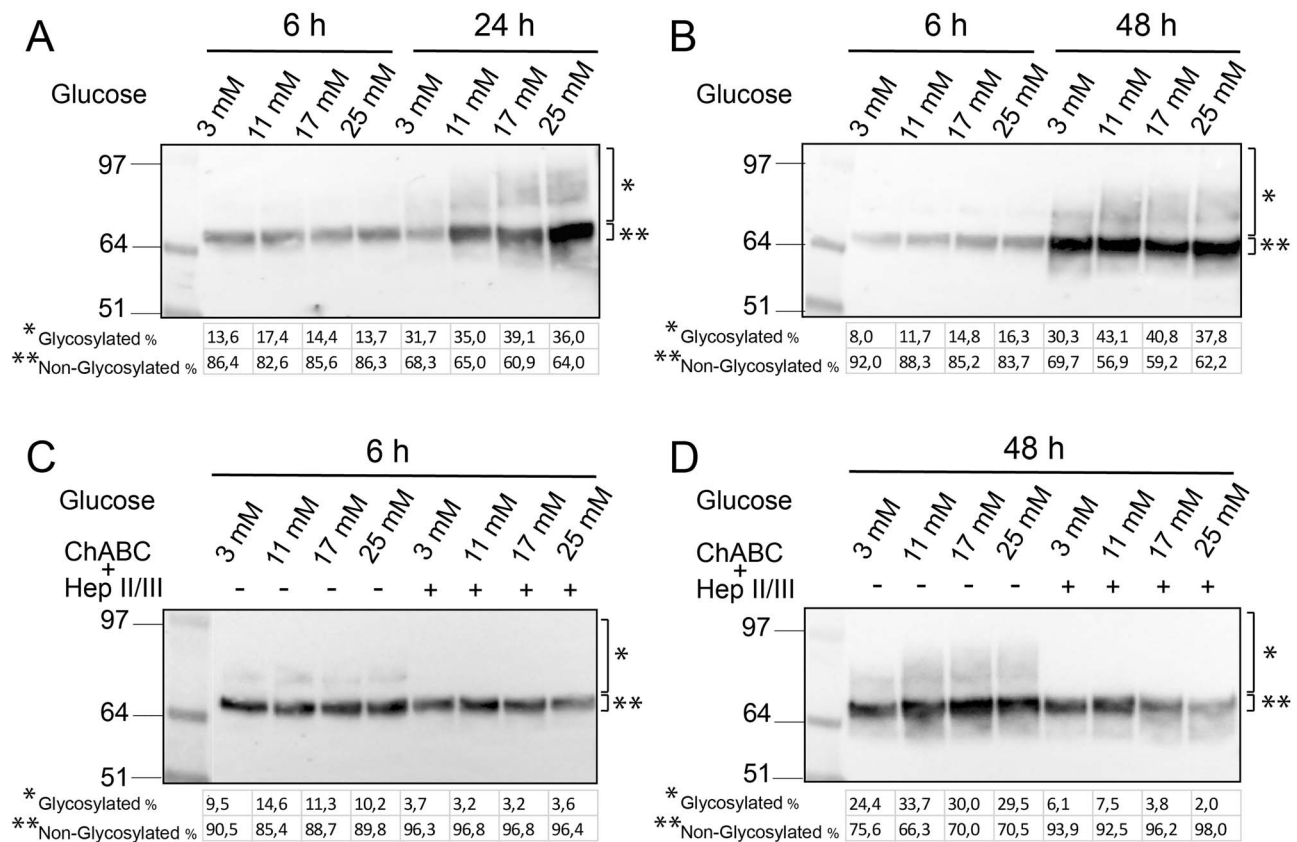 A
6 h 24 h
Glucose 3 mM 11 mM 17 mM 25 mM 3 mM 11 mM 17 mM 25 mM
97
64
51
*
**
*Glycosylated % 13,6 17,4 14,4 13,7 31,7 35,0 39,1 36,0
**Non-Glycosylated % 86,4 82,6 85,6 86,3 68,3 65,0 60,9 64,0
B
6 h 48 h
Glucose 3 mM 11 mM 17 mM 25 mM 3 mM 11 mM 17 mM 25 mM
97
64
51
*
**
*Glycosylated % 8,0 11,7 14,8 16,3 30,3 43,1 40,8 37,8
**Non-Glycosylated % 92,0 88,3 85,2 83,7 69,7 56,9 59,2 62,2
C
6 h
Glucose 3 mM 11 mM 17 mM 25 mM 3 mM 11 mM 17 mM 25 mM
ChABC
+
Hep II/III - - - - + + + +
97
64
51
*
**
*Glycosylated % 9,5 14,6 11,3 10,2 3,7 3,2 3,2 3,6
**Non-Glycosylated % 90,5 85,4 88,7 89,8 96,3 96,8 96,8 96,4
D
48 h
Glucose 3 mM 11 mM 17 mM 25 mM 3 mM 11 mM 17 mM 25 mM
ChABC
+
Hep II/III - - - - + + + +
97
64
51
*
**
*Glycosylated % 24,4 33,7 30,0 29,5 6,1 7,5 3,8 2,0
**Non-Glycosylated % 75,6 66,3 70,0 70,5 93,9 92,5 96,2 98,0